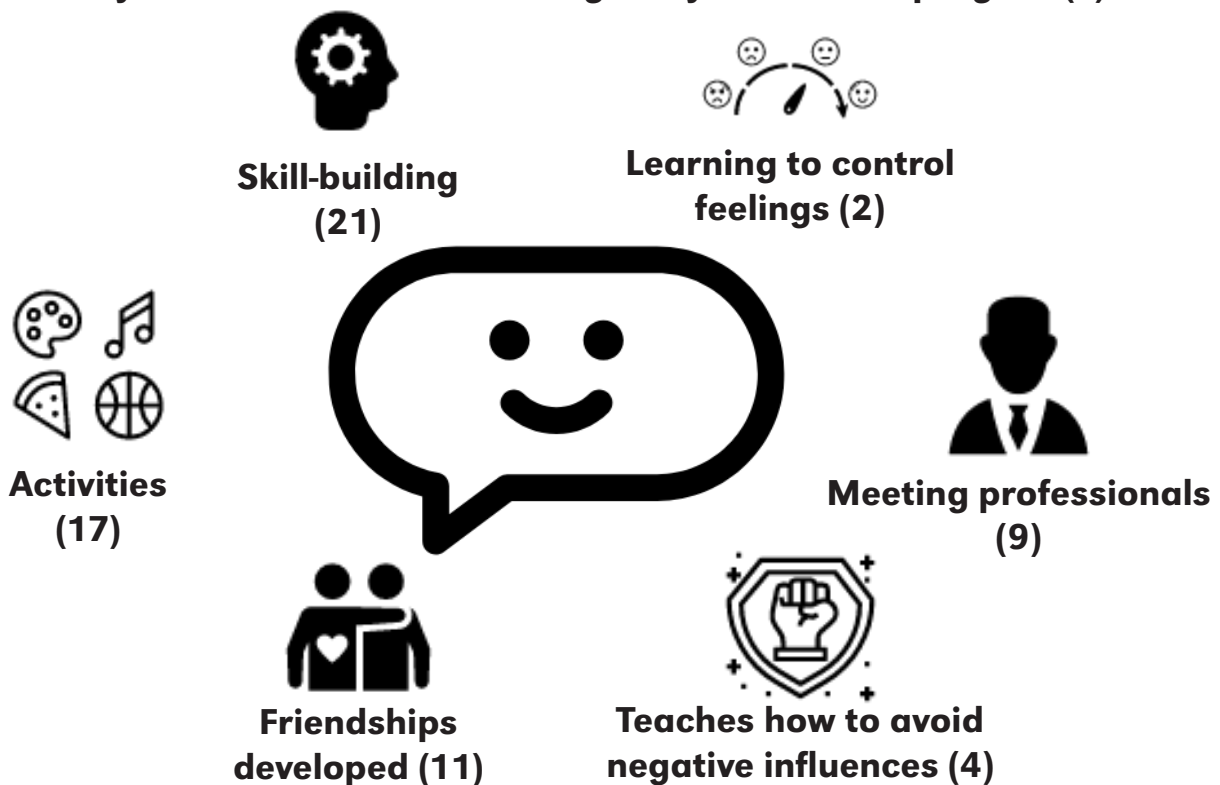 Skill-building
(21)
Learning to control
feelings (2)
Activities
(17)
Meeting professionals
(9)
Friendships
developed (11)
Teaches how to avoid
negative influences (4)